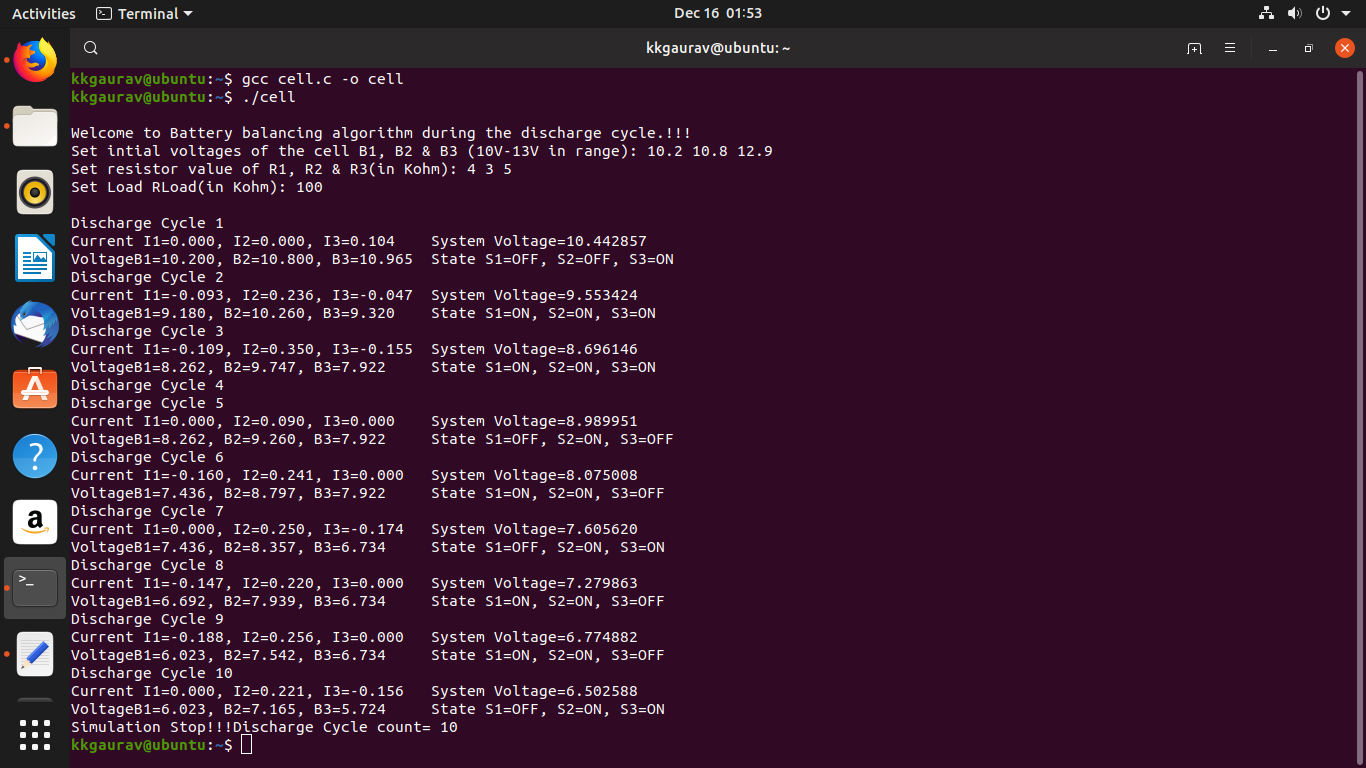 Activities Terminal Dec 16 01:53
kkgaurav@ubuntu: ~
kkgaurav@ubuntu:~$ gcc cell.c -o cell
kkgaurav@ubuntu:~$ ./cell
Welcome to Battery balancing algorithm during the discharge cycle.!!!
Set intial voltages of the cell B1, B2 & B3 (10V-13V in range): 10.2 10.8 12.9
Set resistor value of R1, R2 & R3(in Kohm): 4 3 5
Set Load RLoad(in Kohm): 100
Discharge Cycle 1
Current I1=0.000, I2=0.000, I3=0.104 System Voltage=10.442857
VoltageB1=10.200, B2=10.800, B3=10.965 State S1=OFF, S2=OFF, S3=ON
Discharge Cycle 2
Current I1=-0.093, I2=0.236, I3=-0.047 System Voltage=9.553424
VoltageB1=9.180, B2=10.260, B3=9.320 State S1=ON, S2=ON, S3=ON
Discharge Cycle 3
Current I1=-0.109, I2=0.350, I3=-0.155 System Voltage=8.696146
VoltageB1=8.262, B2=9.747, B3=7.922 State S1=ON, S2=ON, S3=ON
Discharge Cycle 4
Discharge Cycle 5
Current I1=0.000, I2=0.090, I3=0.000 System Voltage=8.989951
VoltageB1=8.262, B2=9.260, B3=7.922 State S1=OFF, S2=ON, S3=OFF
Discharge Cycle 6
Current I1=-0.160, I2=0.241, I3=0.000 System Voltage=8.075008
VoltageB1=7.436, B2=8.797, B3=7.922 State S1=ON, S2=ON, S3=OFF
Discharge Cycle 7
Current I1=0.000, I2=0.250, I3=-0.174 System Voltage=7.605620
VoltageB1=7.436, B2=8.357, B3=6.734 State S1=OFF, S2=ON, S3=ON
Discharge Cycle 8
Current I1=-0.147, I2=0.220, I3=0.000 System Voltage=7.279863
VoltageB1=6.692, B2=7.939, B3=6.734 State S1=ON, S2=ON, S3=OFF
Discharge Cycle 9
Current I1=-0.188, I2=0.256, I3=0.000 System Voltage=6.774882
VoltageB1=6.023, B2=7.542, B3=6.734 State S1=ON, S2=ON, S3=OFF
Discharge Cycle 10
Current I1=0.000, I2=0.221, I3=-0.156 System Voltage=6.502588
VoltageB1=6.023, B2=7.165, B3=5.724 State S1=OFF, S2=ON, S3=ON
Simulation Stop!!!Discharge Cycle count= 10
kkgaurav@ubuntu:~$